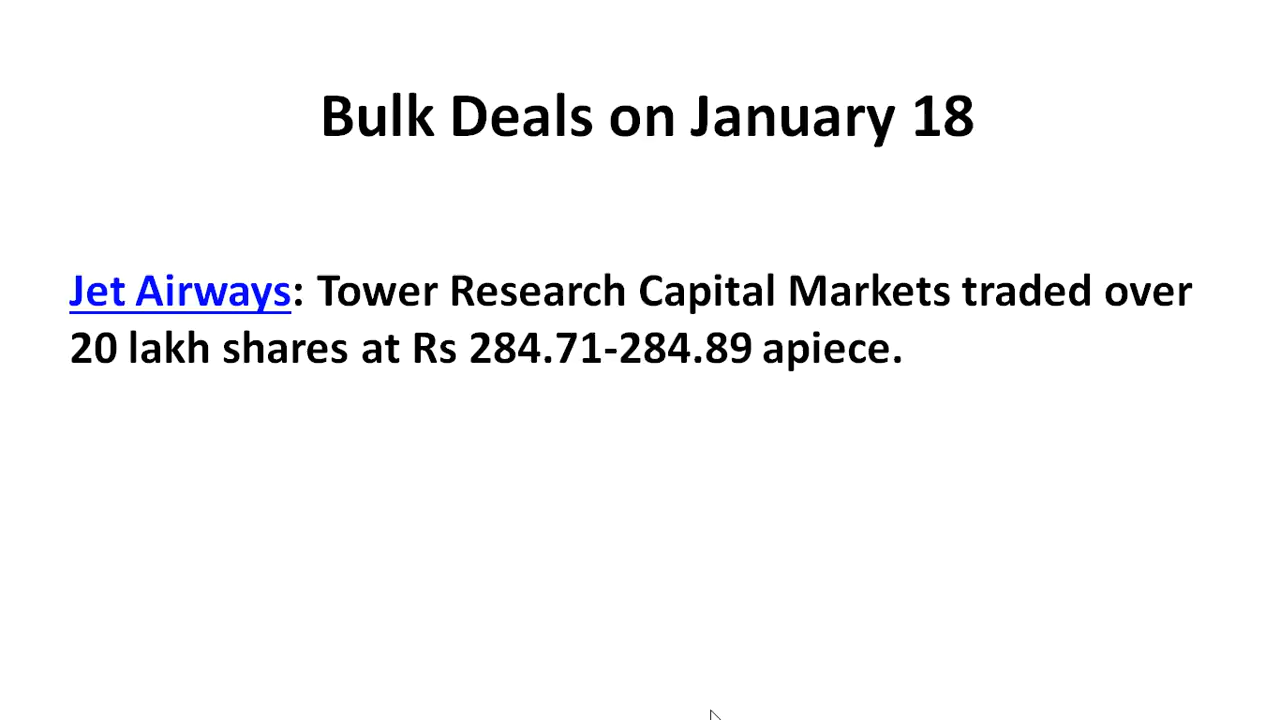 Bulk Deals on January 18
Jet Airways: Tower Research Capital Markets traded over
20 lakh shares at Rs 284.71-284.89 apiece.